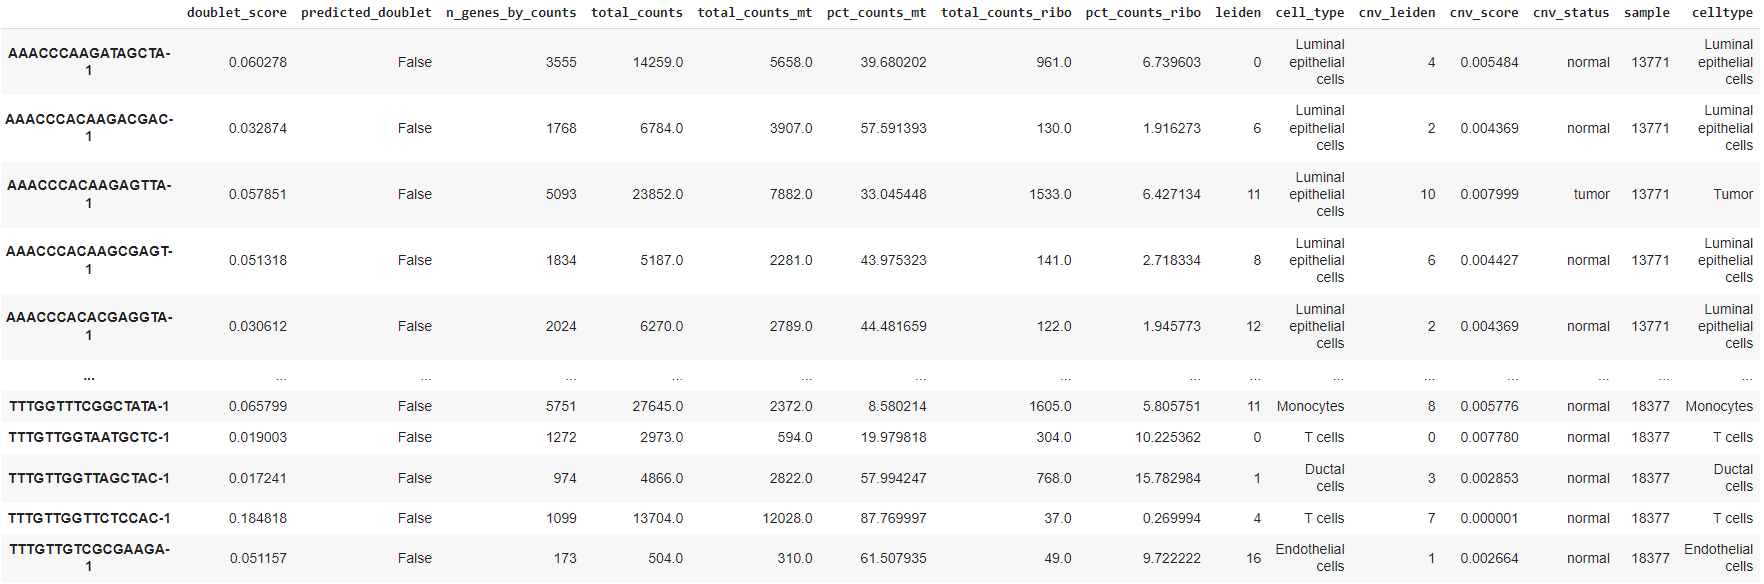 doublet_score predicted_doublet n_genes_by_counts total_counts total_counts_mt pct_counts_mt total_counts_ribo pct_counts_ribo leiden cell_type cnv_leiden cnv_score cnv_status sample celltype
AAACCCAAGATAGCTA-1 0.060278 False 3555 14259.0 5658.0 39.680202 961.0 6.739603 0 Luminal epithelial cells 4 0.005484 normal 13771 Luminal epithelial cells
AAACCCACAAGACGAC-1 0.032874 False 1768 6784.0 3907.0 57.591393 130.0 1.916273 6 Luminal epithelial cells 2 0.004369 normal 13771 Luminal epithelial cells
AAACCCACAAGAGTTA-1 0.057851 False 5093 23852.0 7882.0 33.045448 1533.0 6.427134 11 Luminal epithelial cells 10 0.007999 tumor 13771 Tumor
AAACCCACAAGCGAGT-1 0.051318 False 1834 5187.0 2281.0 43.975323 141.0 2.718334 8 Luminal epithelial cells 6 0.004427 normal 13771 Luminal epithelial cells
AAACCCACACGAGGTA-1 0.030612 False 2024 6270.0 2789.0 44.481659 122.0 1.945773 12 Luminal epithelial cells 2 0.004369 normal 13771 Luminal epithelial cells
... ... ... ... ... ... ... ... ... ... ... ... ... ... ... ...
TTTGGTTTCGGCTATA-1 0.065799 False 5751 27645.0 2372.0 8.580214 1605.0 5.805751 11 Monocytes 8 0.005776 normal 18377 Monocytes
TTTGTTGGTAATGCTC-1 0.019003 False 1272 2973.0 594.0 19.979818 304.0 10.225362 0 T cells 0 0.007780 normal 18377 T cells
TTTGTTGGTTAGCTAC-1 0.017241 False 974 4866.0 2822.0 57.994247 768.0 15.782984 1 Ductal cells 3 0.002853 normal 18377 Ductal cells
TTTGTTGGTTCTCCAC-1 0.184818 False 1099 13704.0 12028.0 87.769997 37.0 0.269994 4 T cells 7 0.000001 normal 18377 T cells
TTTGTTGTCGCGAAGA-1 0.051157 False 173 504.0 310.0 61.507935 49.0 9.722222 16 Endothelial cells 1 0.002664 normal 18377 Endothelial cells